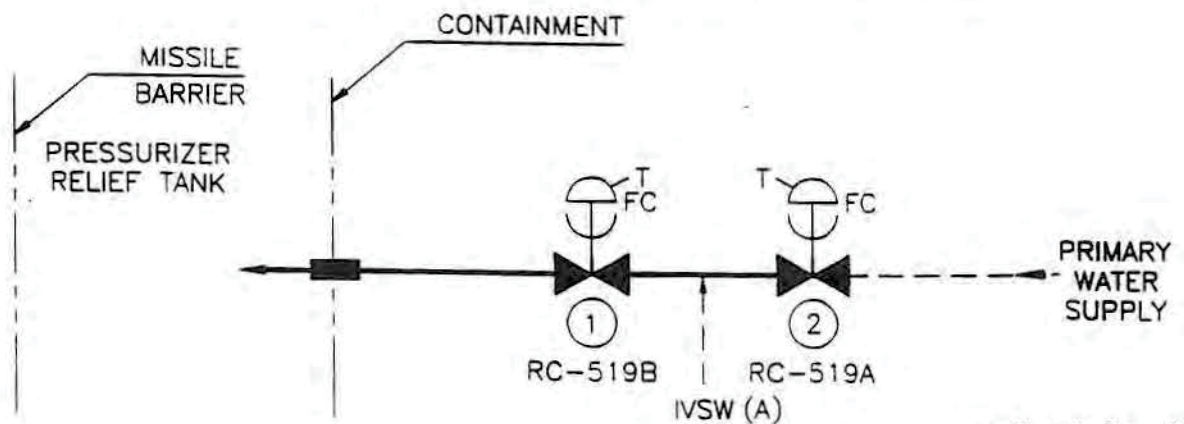 CONTAINMENT
MISSILE
BARRIER
PRESSURIZER
RELIEF TANK
T
FC
T
FC
PRIMARY
WATER
SUPPLY
1
2
RC-519B
RC-519A
IVSW (A)